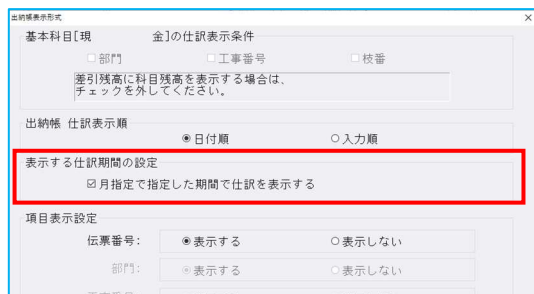 出納帳表示形式
基本科目[現 金]の仕訳表示条件
部門 工事番号 枝番
差引残高に科目残高を表示する場合は、
チェックを外してください。
出納帳 仕訳表示順
日付順 入力順
表示する仕訳期間の設定
月指定で指定した期間で仕訳を表示する
項目表示設定
伝票番号: 表示する 表示しない
部門: 表示する 表示しない